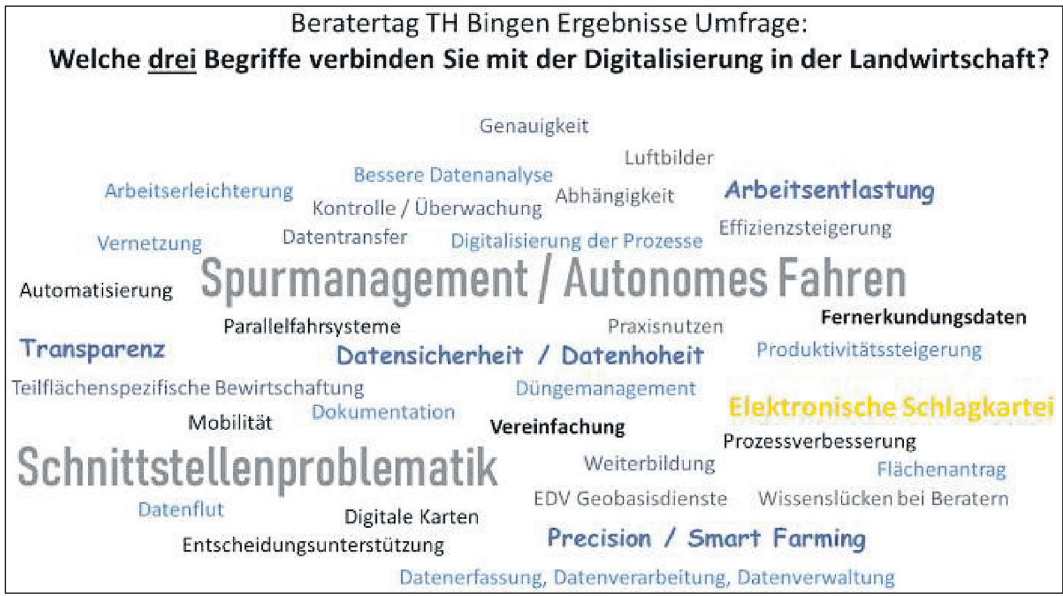 Beratertag TH Bingen Ergebnisse Umfrage:
Welche drei Begriffe verbinden Sie mit der Digitalisierung in der Landwirtschaft?
Genauigkeit
Luftbilder
Bessere Datenanalyse
Arbeitserleichterung
Abhängigkeit
Arbeitsentlastung
Kontrolle / Überwachung
Effizienzsteigerung
Vernetzung
Datentransfer
Digitalisierung der Prozesse
Spurmanagement / Autonomes Fahren
Automatisierung
Parallelfahrsysteme
Praxisnutzen
Fernerkundungsdaten
Transparenz
Datensicherheit / Datenhoheit
Produktivitätssteigerung
Teilflächenspezifische Bewirtschaftung
Düngemanagement
Elektronische Schlagkartei
Mobilität
Dokumentation
Vereinfachung
Prozessverbesserung
Schnittstellenproblematik
Weiterbildung
Flächenantrag
Datenflut
EDV Geobasisdienste
Wissenslücken bei Beratern
Digitale Karten
Entscheidungsunterstützung
Precision / Smart Farming
Datenerfassung, Datenverarbeitung, Datenverwaltung